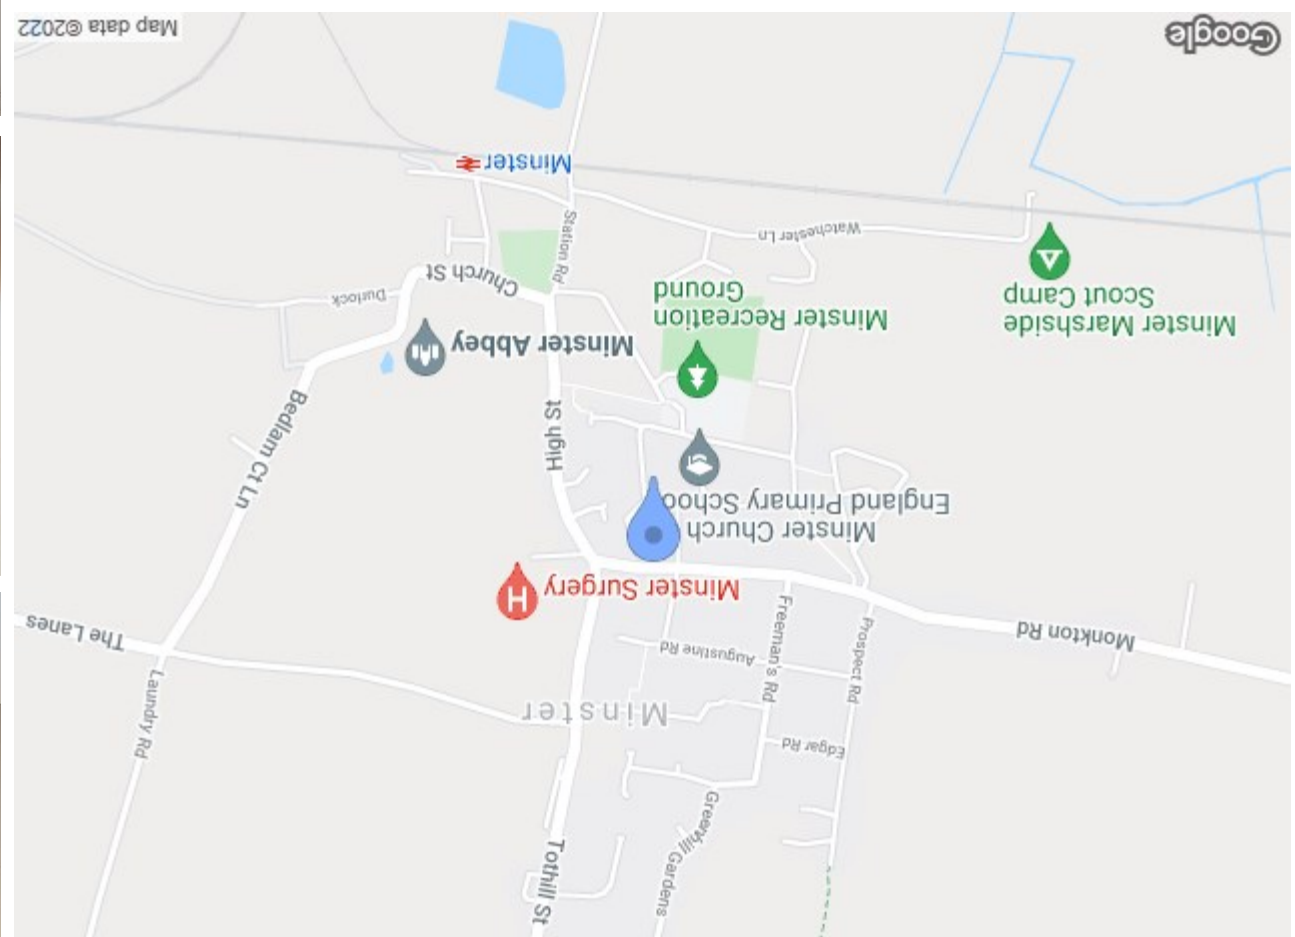 Tothill St
Greenhill Gardens
Edgar Rd
Minster
Laundry Rd
The Lanes
Augustine Rd
Freeman's Rd
Prospect Rd
Monkton Rd
Minster Surgery
Minster Church
England Primary Schoo
Bedlam Ct Ln
High St
Minster Abbey
Minster Recreation
Ground
Minster Marshside
Scout Camp
Durlock
Church St
Station Rd
Watchester Ln
Minster
Google
Map data ©2022